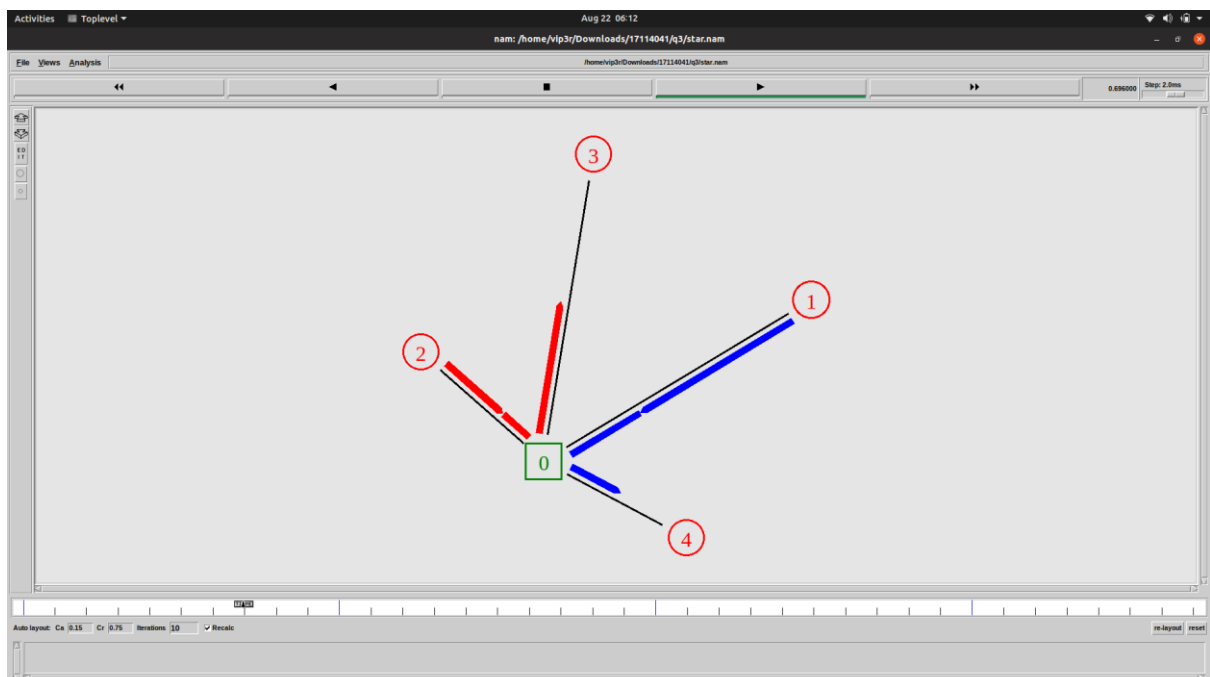 Activities Toplevel Aug 22 06:12
nam: /home/vip3r/Downloads/17114041/q3/star.nam
File Views Analysis /home/vip3r/Downloads/17114041/q3/star.nam
0.696000 Step: 2.0ms
3
1
2
0
4
Auto layout: Ca 0.15 Cr 0.75 Iterations 10 Recalc re-layout reset